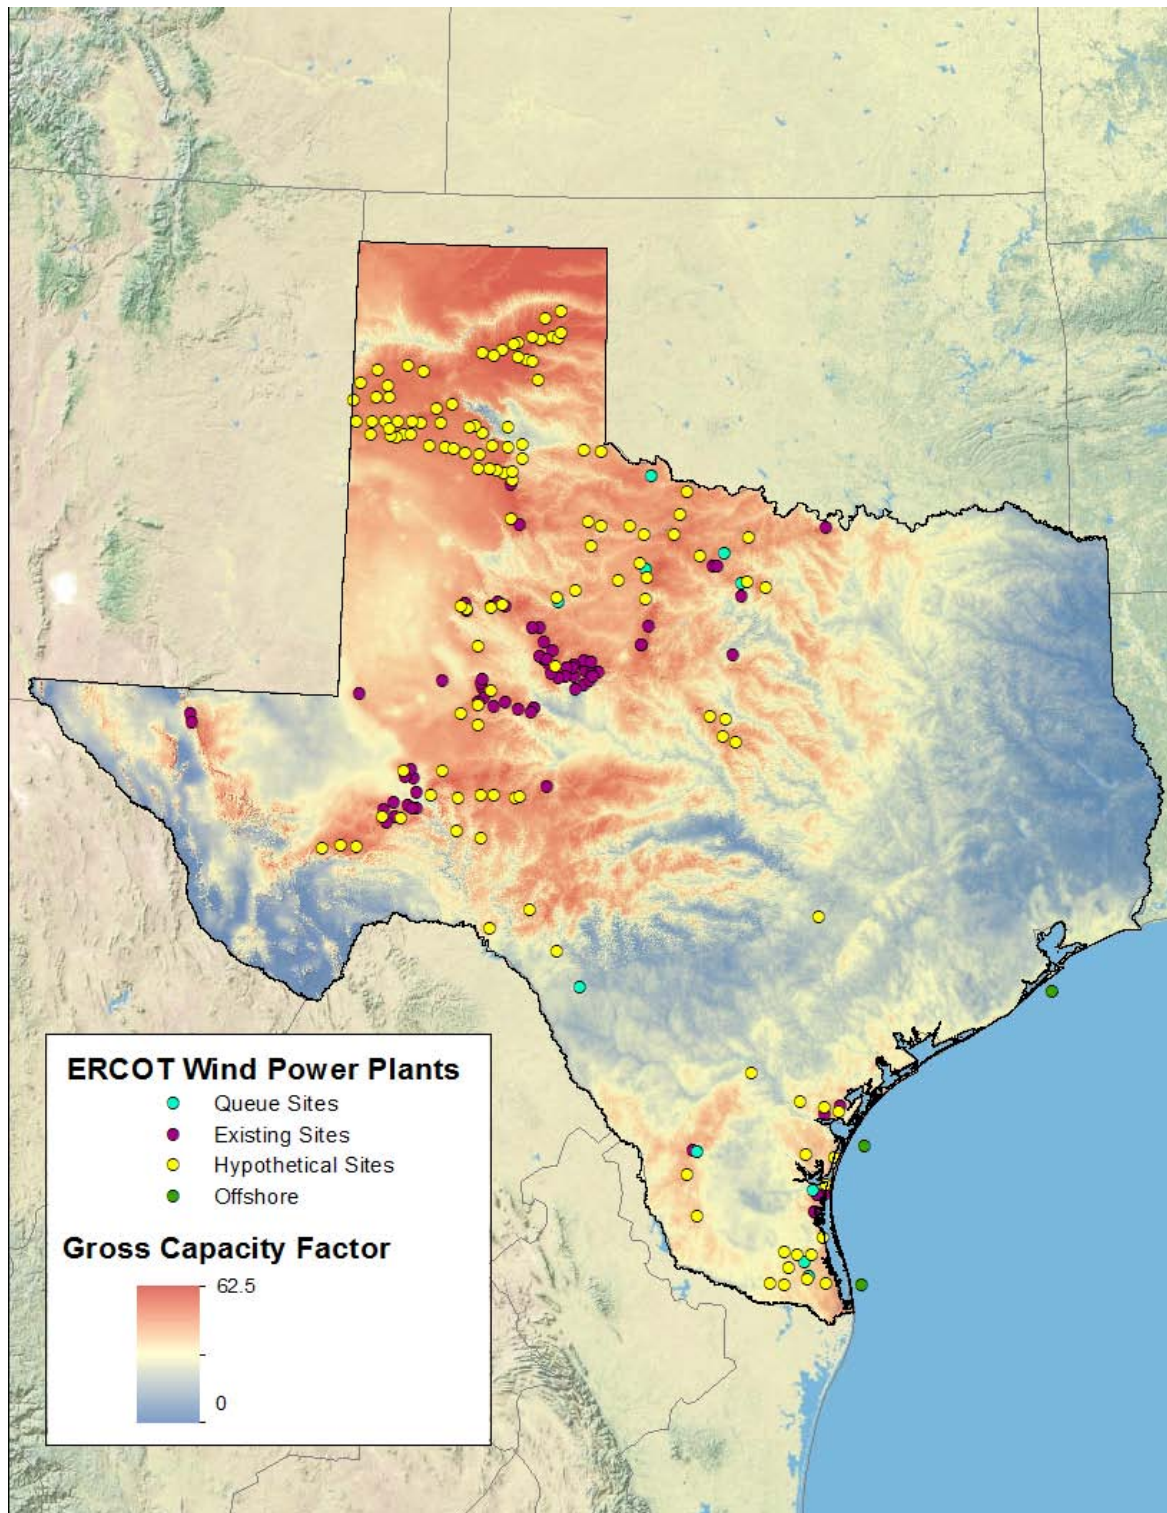 ERCOT Wind Power Plants
Queue Sites
Existing Sites
Hypothetical Sites
Offshore
Gross Capacity Factor
62.5
0